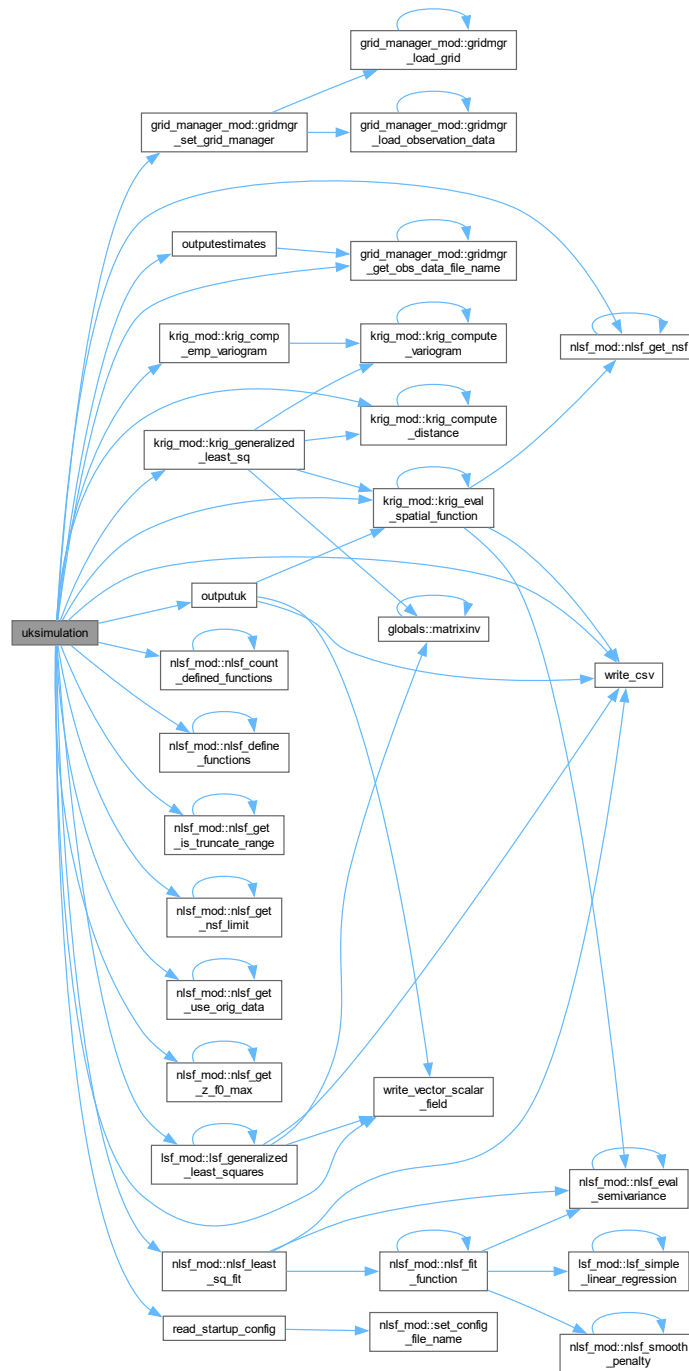 grid_manager_mod::gridmgr
_load_grid
grid_manager_mod::gridmgr
_set_grid_manager
grid_manager_mod::gridmgr
_load_observation_data
outputestimates
grid_manager_mod::gridmgr
_get_obs_data_file_name
krig_mod::krig_comp
_emp_variogram
krig_mod::krig_compute
_variogram
nlsf_mod::nlsf_get_nsf
krig_mod::krig_generalized
_least_sq
krig_mod::krig_compute
_distance
krig_mod::krig_eval
_spatial_function
outputuk
uksimulation
globals::matrixinv
nlsf_mod::nlsf_count
_defined_functions
write_csv
nlsf_mod::nlsf_define
_functions
nlsf_mod::nlsf_get
_is_truncate_range
nlsf_mod::nlsf_get
_nsf_limit
nlsf_mod::nlsf_get
_use_orig_data
nlsf_mod::nlsf_get
_z_f0_max
write_vector_scalar
_field
lsf_mod::lsf_generalized
_least_squares
nlsf_mod::nlsf_eval
_semivariance
nlsf_mod::nlsf_least
_sq_fit
nlsf_mod::nlsf_fit
_function
lsf_mod::lsf_simple
_linear_regression
read_startup_config
nlsf_mod::set_config
_file_name
nlsf_mod::nlsf_smooth
_penalty